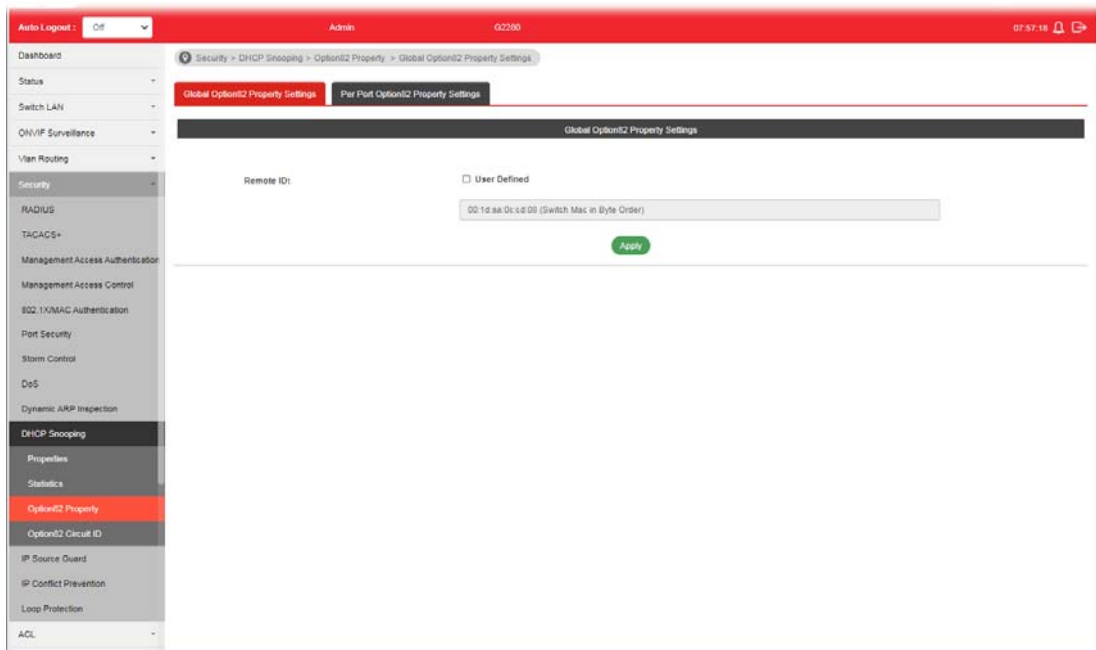 Auto Logout : Off Admin G2280 07:57:18
Dashboard
Status
Switch LAN
ONVIF Surveillance
Vlan Routing
Security
RADIUS
TACACS+
Management Access Authentication
Management Access Control
802.1X/MAC Authentication
Port Security
Storm Control
DoS
Dynamic ARP Inspection
DHCP Snooping
Properties
Statistics
Option82 Property
Option82 Circuit ID
IP Source Guard
IP Conflict Prevention
Loop Protection
ACL
Security > DHCP Snooping > Option82 Property > Global Option82 Property Settings
Global Option82 Property Settings Per Port Option82 Property Settings
Global Option82 Property Settings
Remote ID: User Defined
00:1d:aa:0c:cd:09 (Switch Mac in Byte Order)
Apply